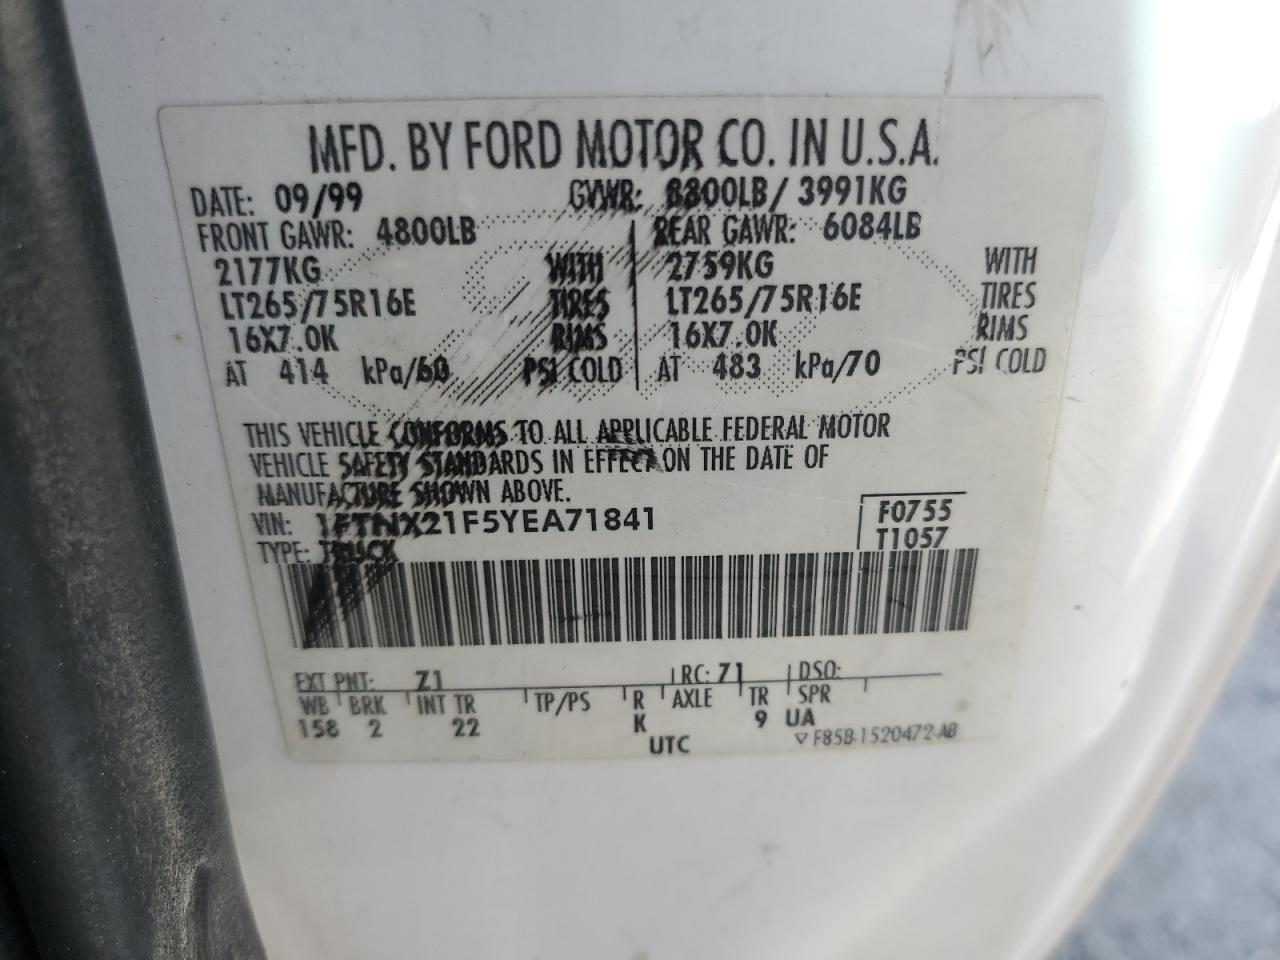 MFD. BY FORD MOTOR CO. IN U.S.A.
DATE: 09/99 GVWR: 8800LB/ 3991KG
FRONT GAWR: 4800LB REAR GAWR: 6084LB
2177KG WITH 2759KG WITH
LT265/75R16E TIRES LT265/75R16E TIRES
16X7.0K RIMS 16X7.0K RIMS
AT 414 kPa/60 PSI COLD AT 483 kPa/70 PSI COLD
THIS VEHICLE CONFORMS TO ALL APPLICABLE FEDERAL MOTOR
VEHICLE SAFETY STANDARDS IN EFFECT ON THE DATE OF
MANUFACTURE SHOWN ABOVE.
VIN: 1FTNX21F5YEA71841 F0755
TYPE: TRUCK T1057
EXT PNT: Z1 RC: 71 DSO:
WB BRK INT TR TP/PS R AXLE TR SPR
158 2 22 K 9 UA
UTC ▽ F85B-1520472-AB